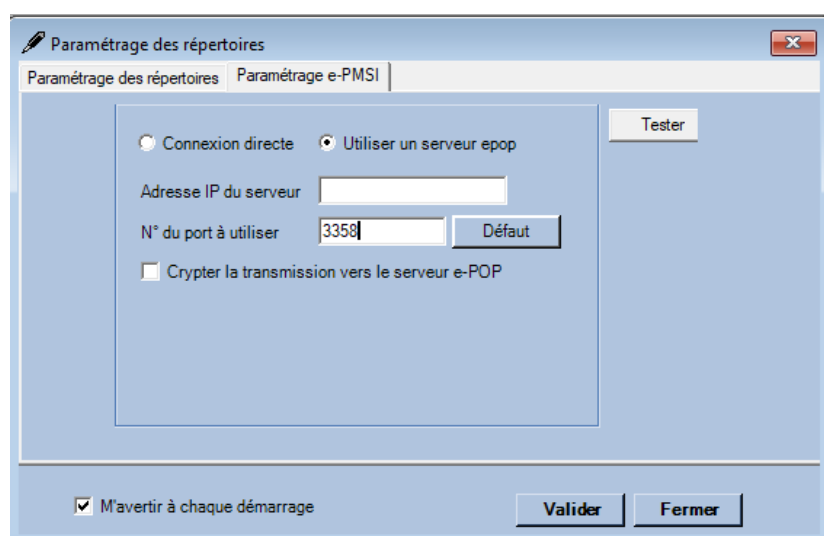 Paramétrage des répertoires
Paramétrage des répertoires Paramétrage e-PMSI
Connexion directe Utiliser un serveur epop Tester
Adresse IP du serveur
N° du port à utiliser 3358 Défaut
Crypter la transmission vers le serveur e-POP
M'avertir à chaque démarrage Valider Fermer